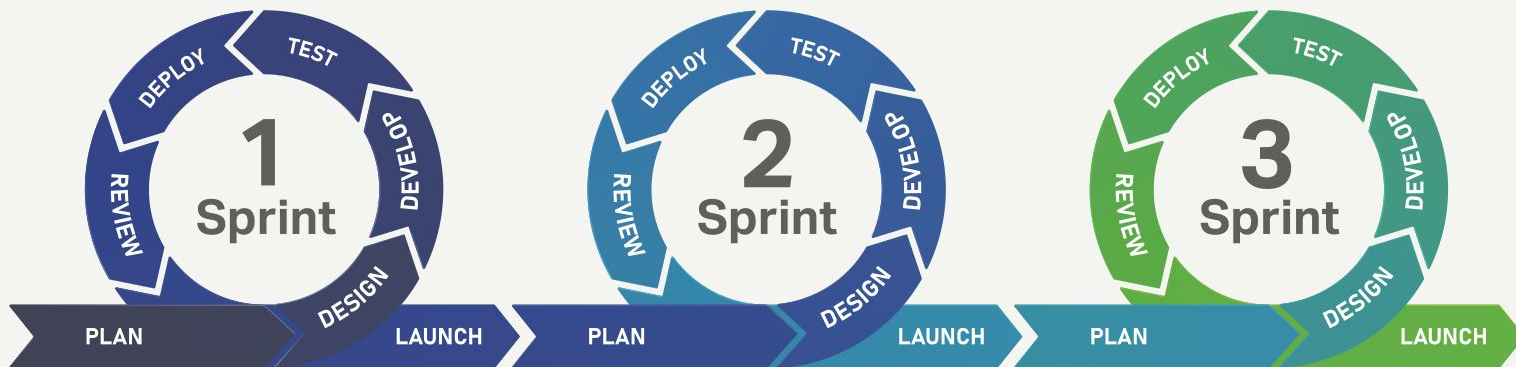 1
Sprint
PLAN
DESIGN
DEVELOP
TEST
DEPLOY
REVIEW
LAUNCH
2
Sprint
PLAN
DESIGN
DEVELOP
TEST
DEPLOY
REVIEW
LAUNCH
3
Sprint
PLAN
DESIGN
DEVELOP
TEST
DEPLOY
REVIEW
LAUNCH